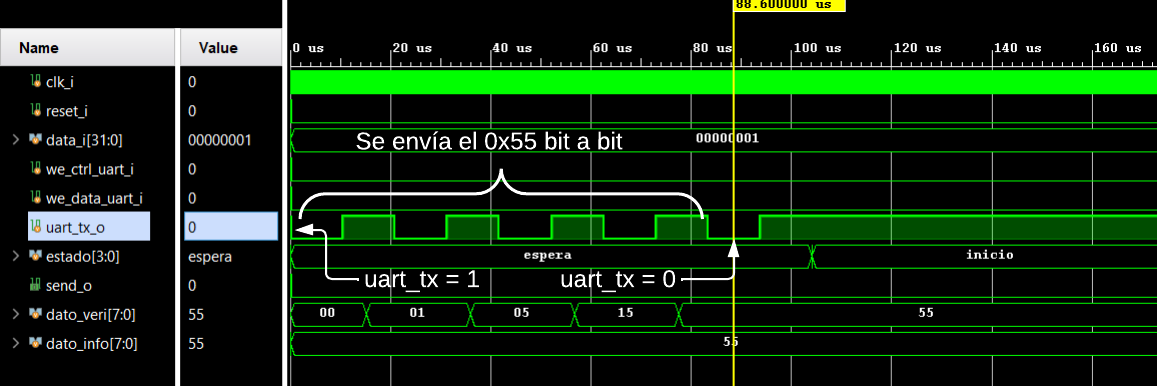 88.600000 us
Name Value
0 us 20 us 40 us 60 us 80 us 100 us 120 us 140 us 160 us
clk_i 0
reset_i 0
data_i[31:0] 00000001 00000001
Se envía el 0x55 bit a bit
we_ctrl_uart_i 0
we_data_uart_i 0
uart_tx_o 0
estado[3:0] espera espera inicio
uart_tx = 1 uart_tx = 0
send_o 0
dato_veri[7:0] 55 00 01 05 15 55
dato_info[7:0] 55 55